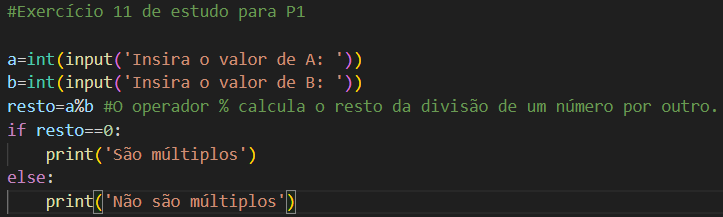 #Exercício 11 de estudo para P1
a=int(input('Insira o valor de A: '))
b=int(input('Insira o valor de B: '))
resto=a%b #O operador % calcula o resto da divisão de um número por outro.
if resto==0:
    print('São múltiplos')
else:
    print('Não são múltiplos')